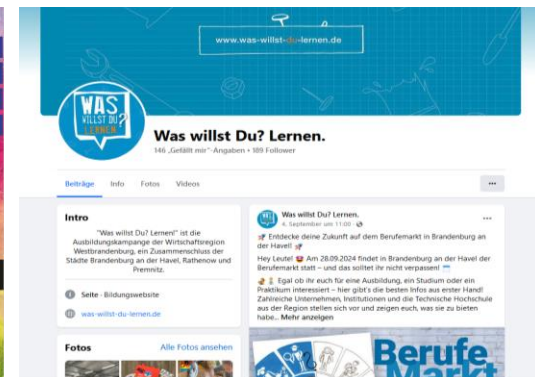 www.was-willst-du-lernen.de
WAS
WILLST DU?
LERNEN
Was willst Du? Lernen.
146 „Gefällt mir“-Angaben • 189 Follower
Beiträge Info Fotos Videos
Intro
"Was willst Du? Lernen!" ist die
Ausbildungskampange der Wirtschaftsregion
Westbrandenburg, ein Zusammenschluss der
Städte Brandenburg an der Havel, Rathenow und
Premnitz.
Seite · Bildungswebsite
was-willst-du-lernen.de
Fotos Alle Fotos ansehen
Was willst Du? Lernen.
4. September um 11:00
Entdecke deine Zukunft auf dem Berufemarkt in Brandenburg an
der Havel!
Hey Leute! Am 28.09.2024 findet in Brandenburg an der Havel der
Berufemarkt statt – und das solltet ihr nicht verpassen!
Egal ob ihr euch für eine Ausbildung, ein Studium oder ein
Praktikum interessiert – hier gibt's die besten Infos aus erster Hand!
Zahlreiche Unternehmen, Institutionen und die Technische Hochschule
aus der Region stellen sich vor und zeigen euch, was sie zu bieten
habe... Mehr anzeigen
Berufe
Markt